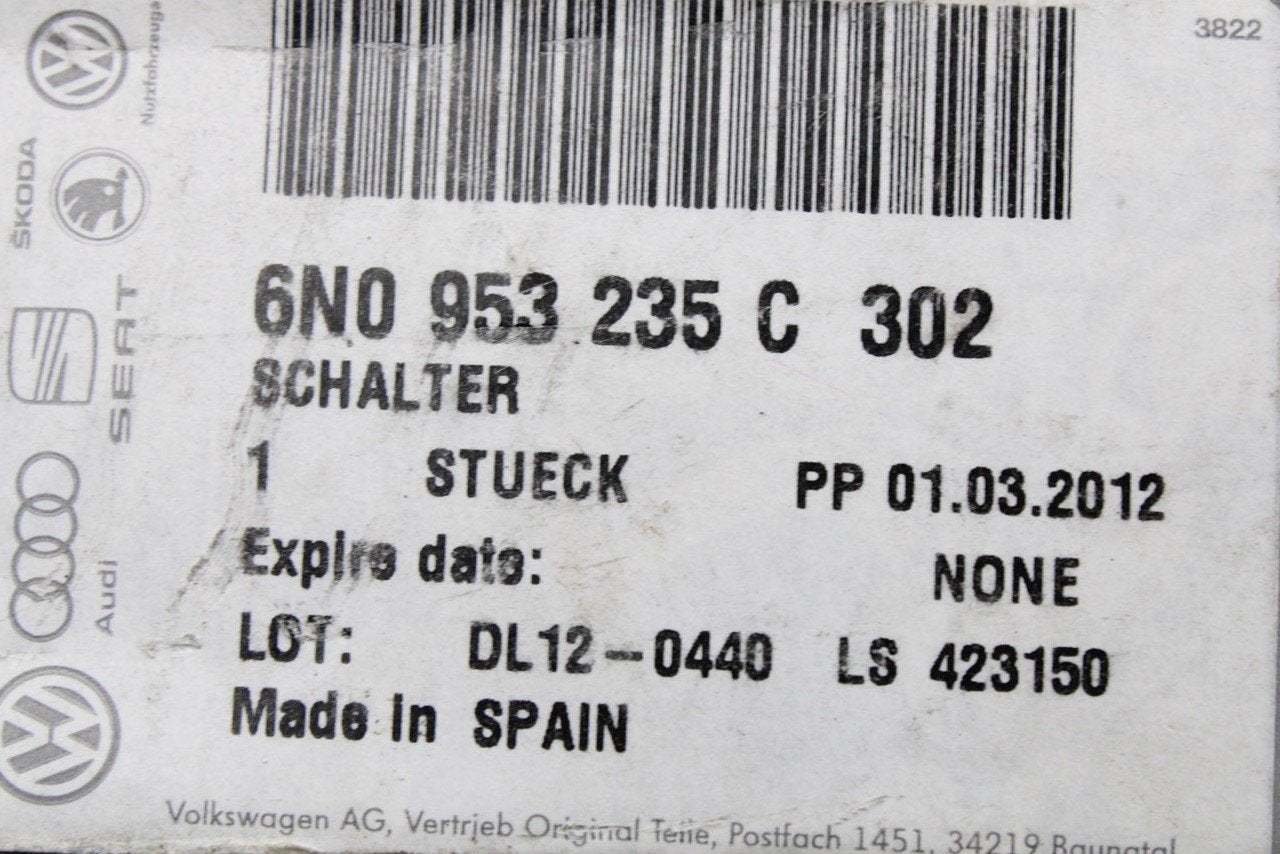 3822
Nutzfahrzeuge
ŠKODA
SEAT
Audi
6N0 953 235 C 302
SCHALTER
1 STUECK PP 01.03.2012
Expire date: NONE
LOT: DL12-0440 LS 423150
Made in SPAIN
Volkswagen AG, Vertrieb Original Teile, Postfach 1451, 34219 Baunatal